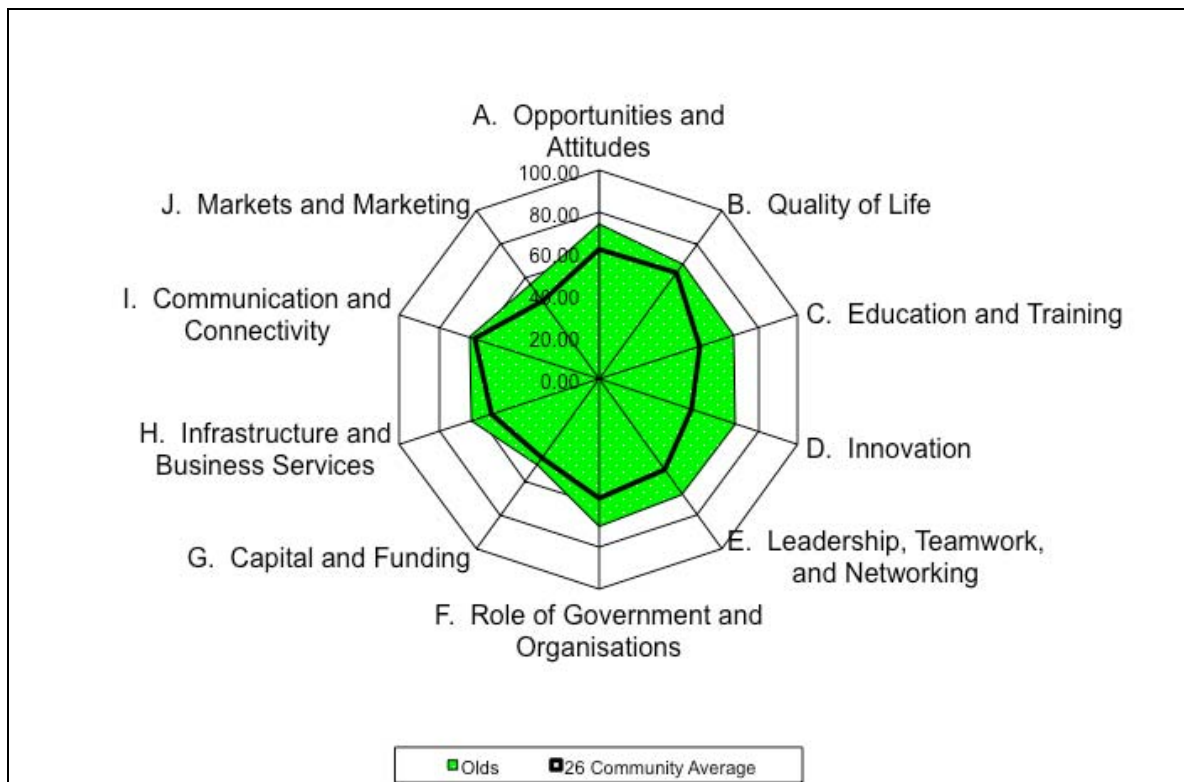 A. Opportunities and
Attitudes
100.00
80.00
60.00
40.00
20.00
0.00
B. Quality of Life
C. Education and Training
D. Innovation
E. Leadership, Teamwork,
and Networking
F. Role of Government and
Organisations
G. Capital and Funding
H. Infrastructure and
Business Services
I. Communication and
Connectivity
J. Markets and Marketing
Olds
26 Community Average